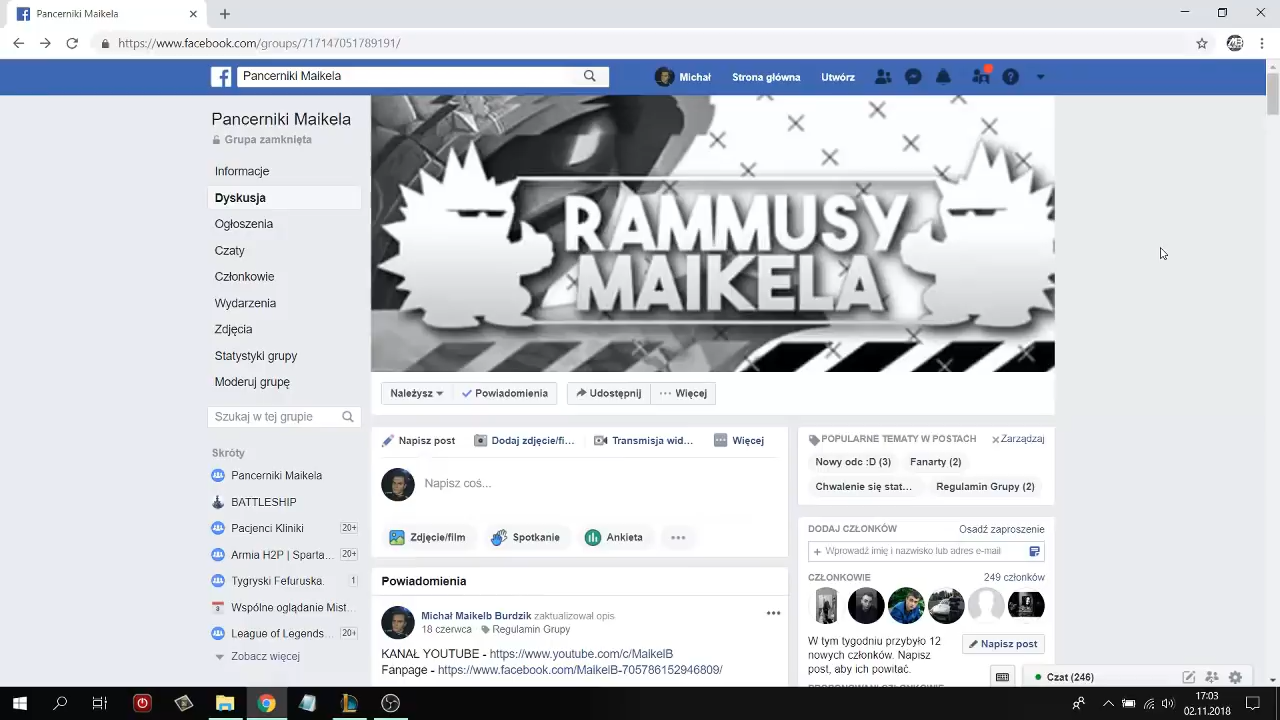 Pancerniki Maikela
https://www.facebook.com/groups/717147051789191/
Pancerniki Maikela
Michał
Strona główna
Utwórz
Pancerniki Maikela
Grupa zamknięta
Informacje
Dyskusja
Ogłoszenia
Czaty
Członkowie
Wydarzenia
Zdjęcia
Statystyki grupy
Moderuj grupę
Szukaj w tej grupie
Skróty
Pancerniki Maikela
BATTLESHIP
Pacjenci Kliniki 20+
Armia H2P | Sparta... 20+
Tygryski Fefuruska. 1
Wspólne oglądanie Mist...
League of Legends... 20+
Zobacz więcej
RAMMUSY
MAIKELA
Należysz
Powiadomienia
Udostępnij
Więcej
Napisz post
Dodaj zdjęcie/fi...
Transmisja wid...
Więcej
Napisz coś...
Zdjęcie/film
Spotkanie
Ankieta
Powiadomienia
Michał Maikelb Burdzik zaktualizował opis
18 czerwca Regulamin Grupy
KANAŁ YOUTUBE - https://www.youtube.com/c/MaikelB
Fanpage - https://www.facebook.com/MaikelB-705786152946809/
POPULARNE TEMATY W POSTACH
Zarządzaj
Nowy odc :D (3)
Fanarty (2)
Chwalenie się stat...
Regulamin Grupy (2)
DODAJ CZŁONKÓW
Osadź zaproszenie
+ Wprowadź imię i nazwisko lub adres e-mail
CZŁONKOWIE
249 członków
W tym tygodniu przybyło 12
nowych członków. Napisz
post, aby ich powitać.
Napisz post
Czat (246)
17:03
02.11.2018